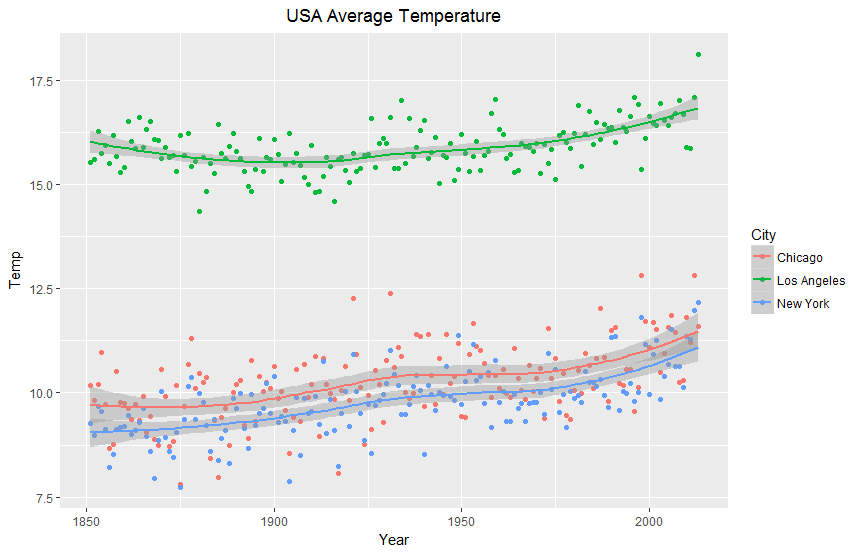 USA Average Temperature
17.5
15.0
12.5
10.0
7.5
Temp
1850
1900
1950
2000
Year
City
Chicago
Los Angeles
New York